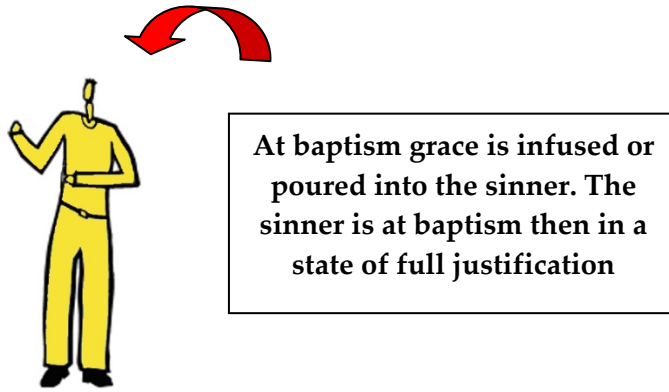 At baptism grace is infused or
poured into the sinner. The
sinner is at baptism then in a
state of full justification